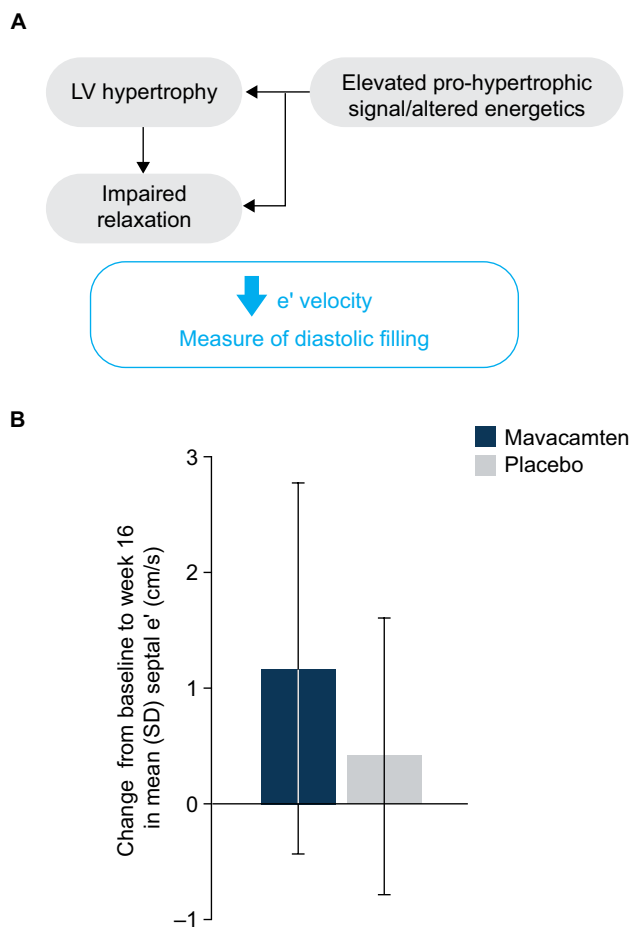 A
LV hypertrophy
Elevated pro-hypertrophic
signal/altered energetics
Impaired
relaxation
e' velocity
Measure of diastolic filling
B
Mavacamten
Placebo
Change from baseline to week 16
in mean (SD) septal e' (cm/s)
3
2
1
0
–1